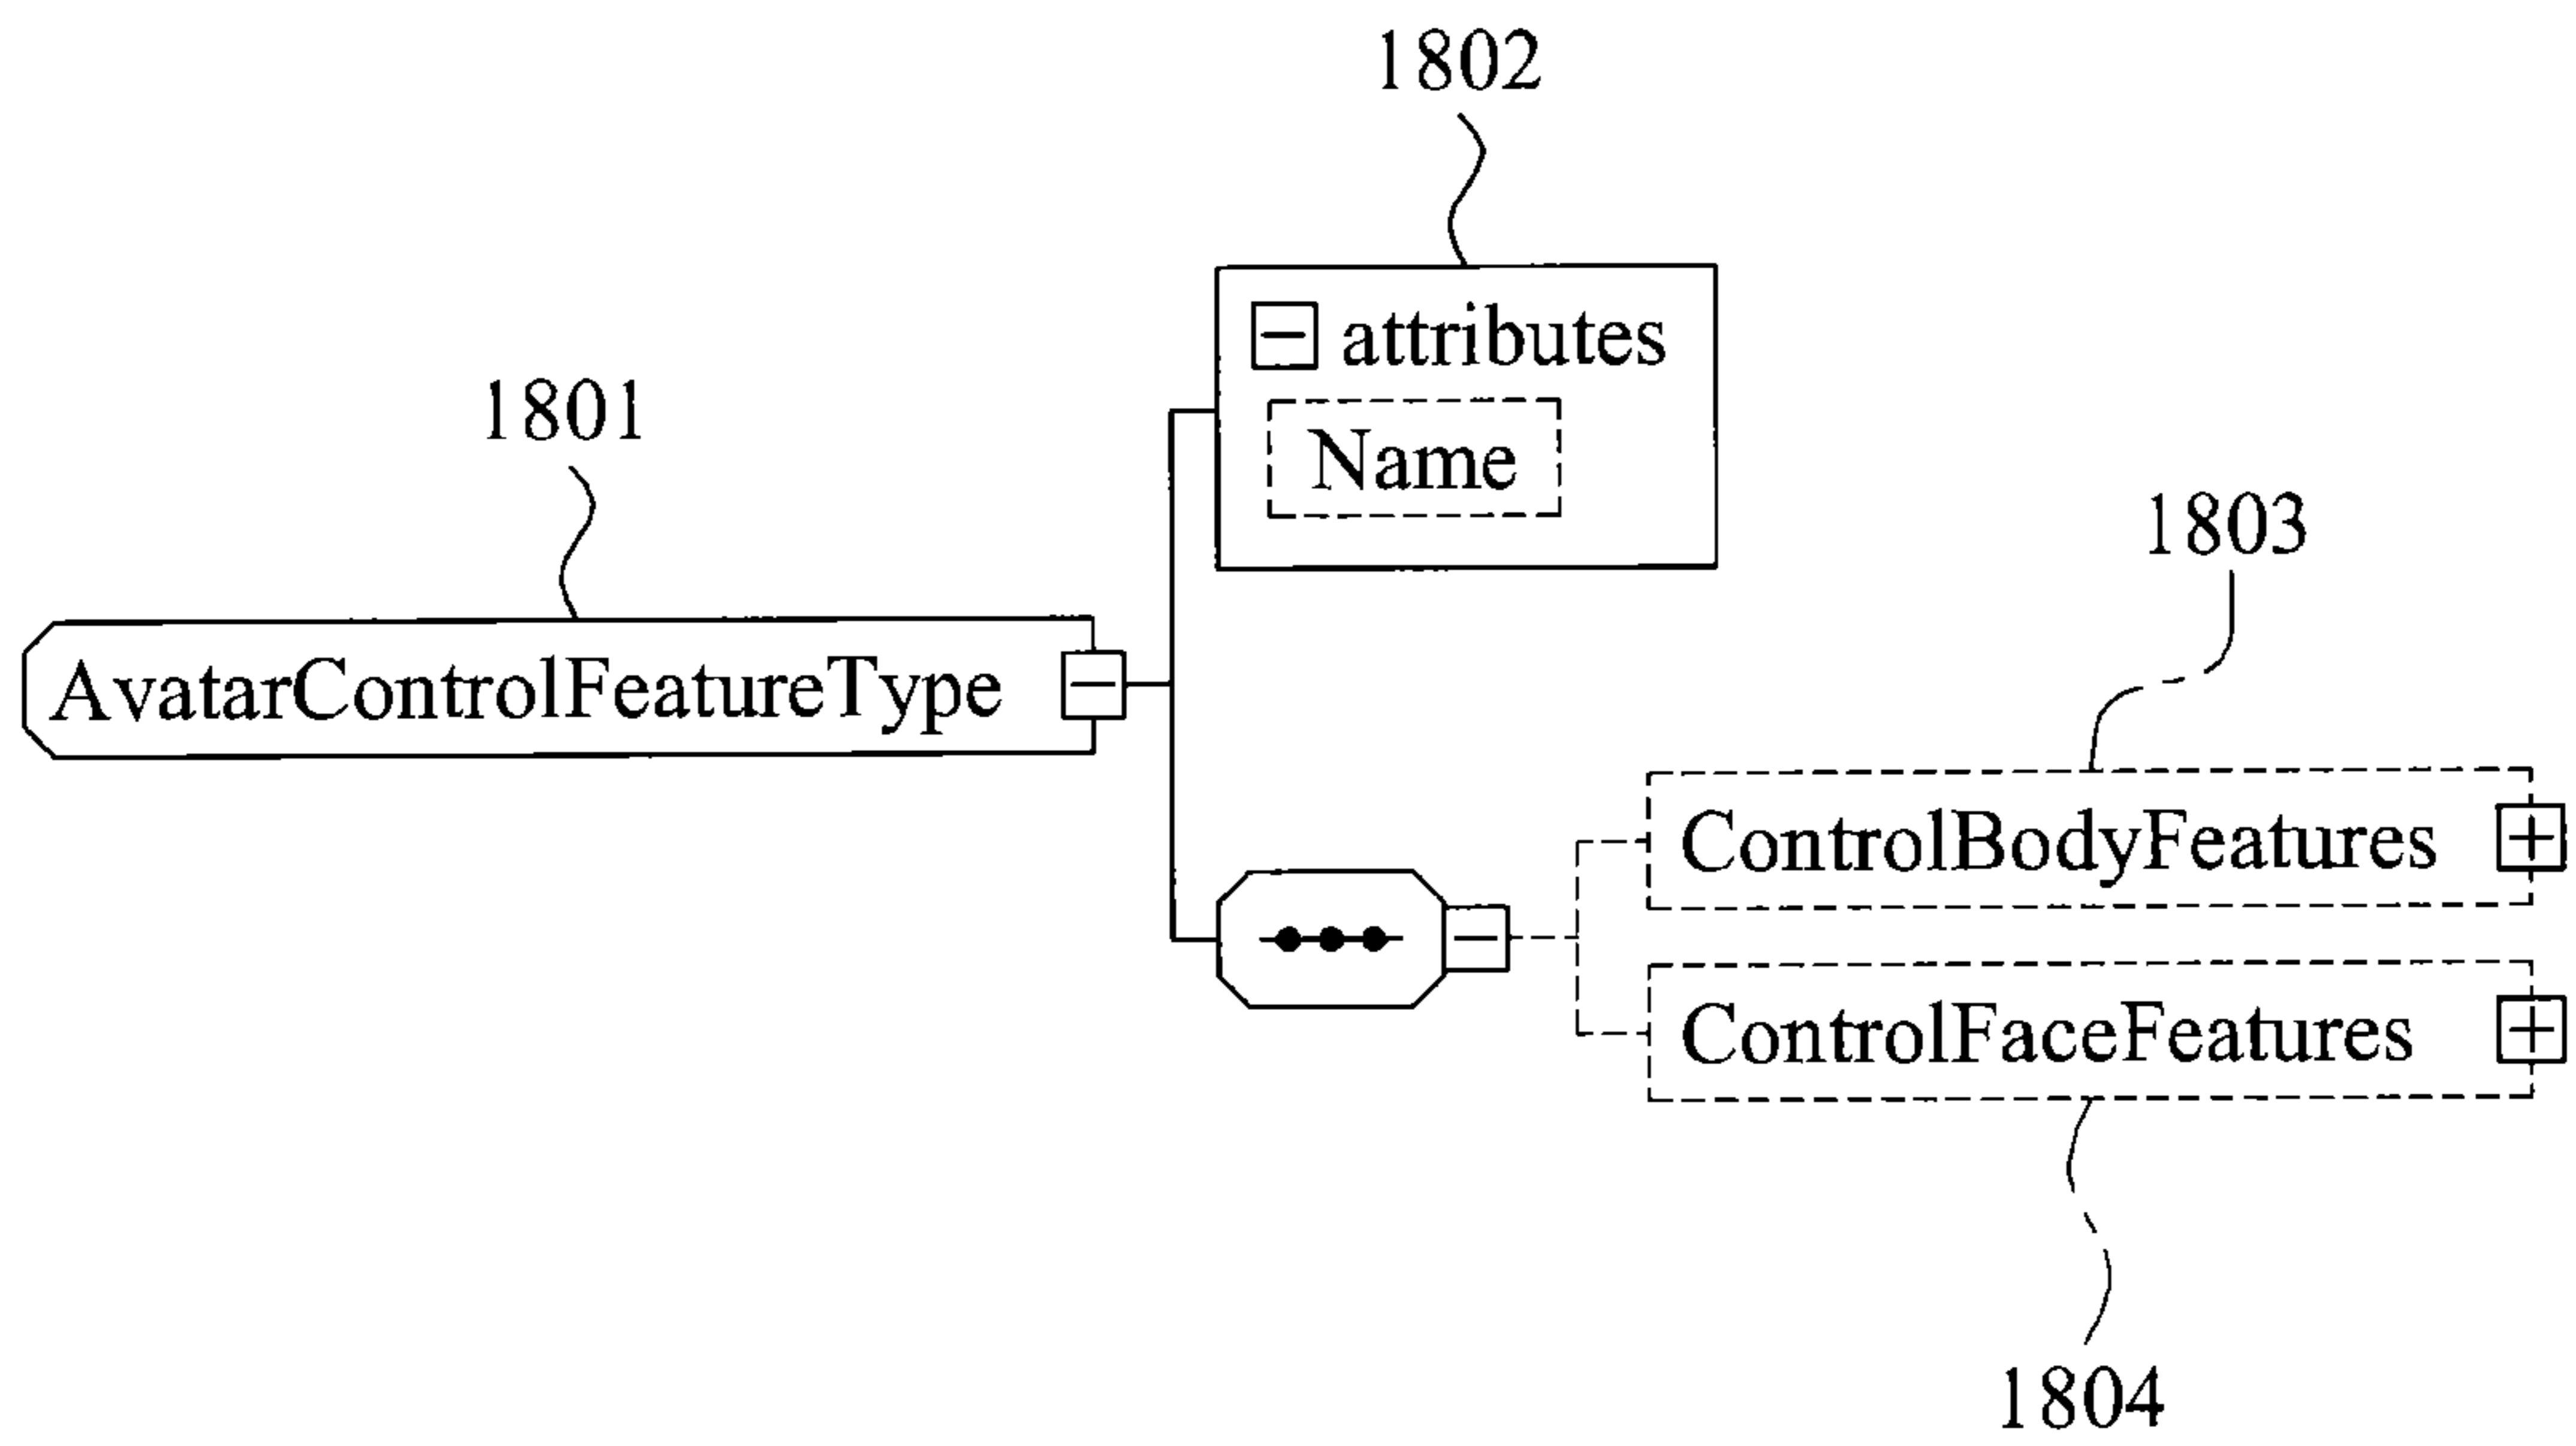 1802
attributes
Name
1801
AvatarControlFeatureType
1803
ControlBodyFeatures
ControlFaceFeatures
1804